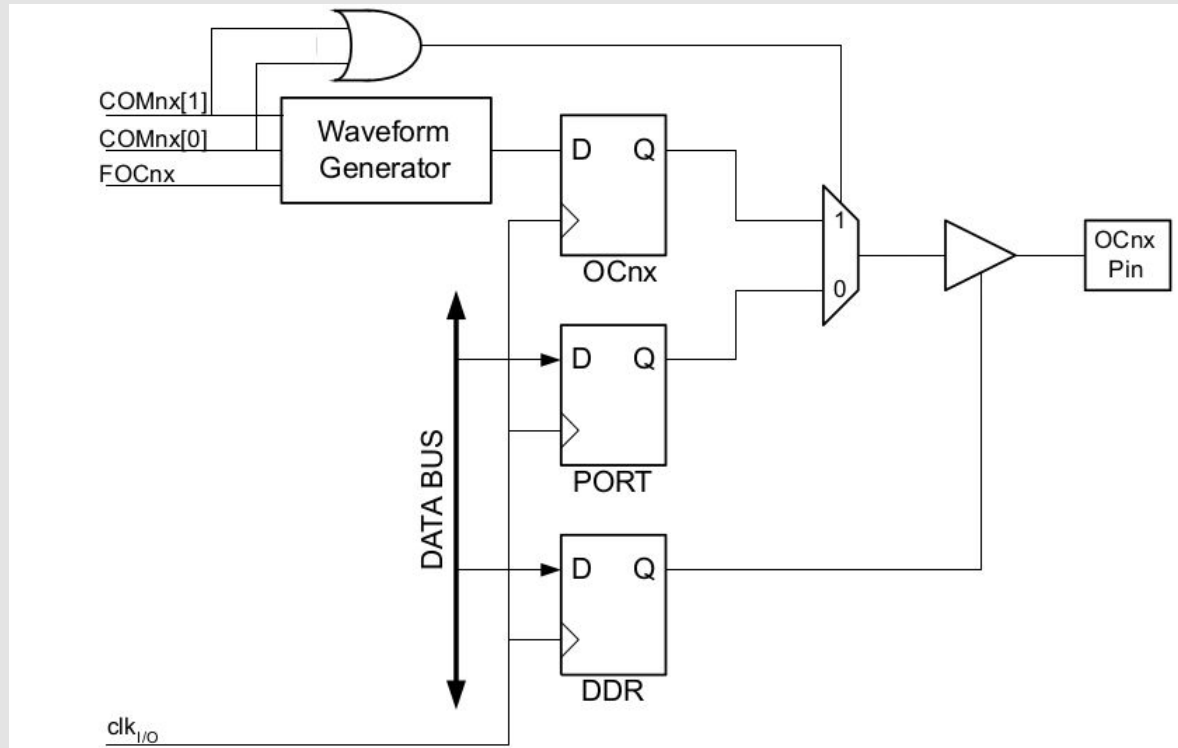 COMnx[1]
COMnx[0]
FOCnx
Waveform
Generator
D Q
OCnx
1
0
OCnx
Pin
DATA BUS
D Q
PORT
D Q
DDR
clkI/O